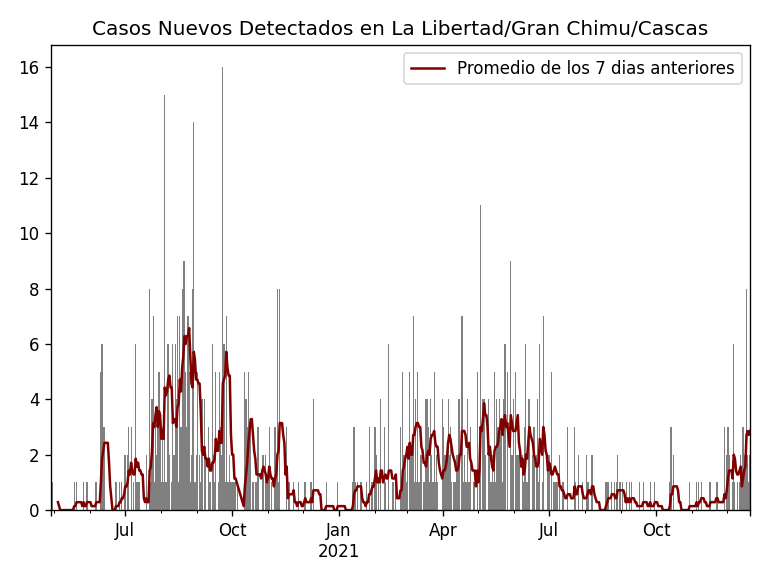 Casos Nuevos Detectados en La Libertad/Gran Chimu/Cascas
Promedio de los 7 dias anteriores
16
14
12
10
8
6
4
2
0
Jul
Oct
Jan
2021
Apr
Jul
Oct